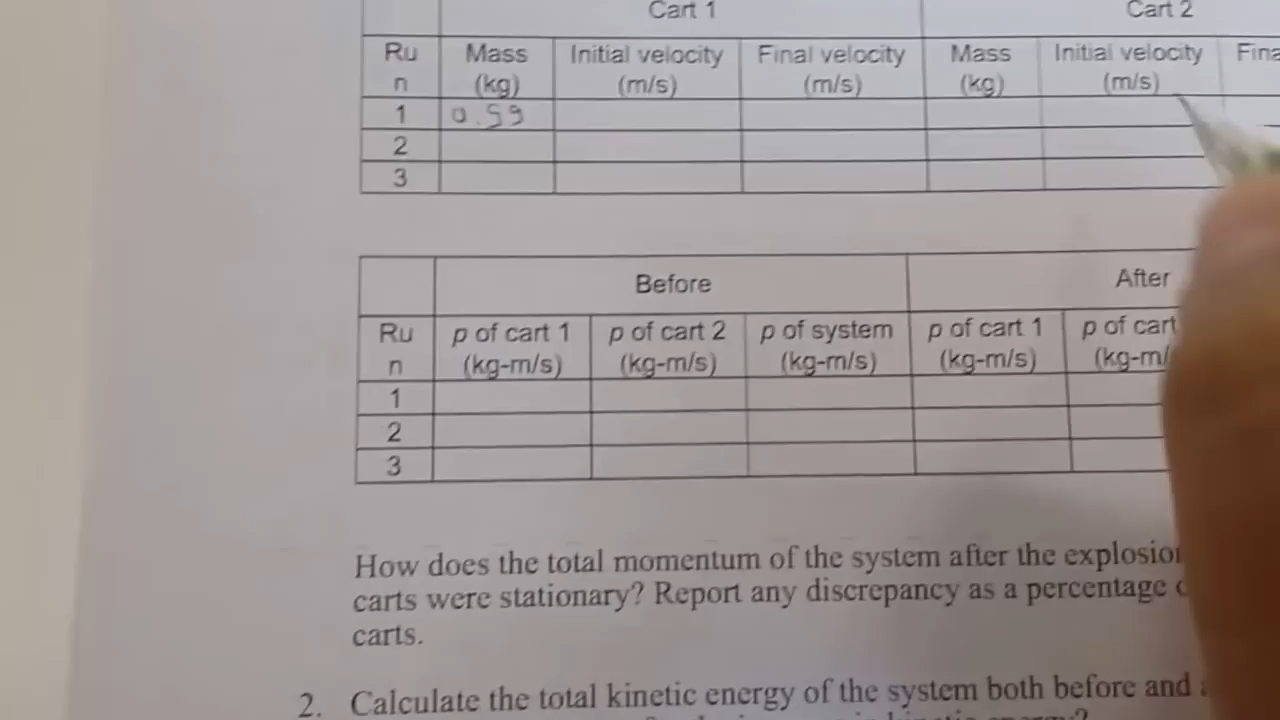 Cart 1 Cart 2
Ru Mass Initial velocity Final velocity Mass Initial velocity
n (kg) (m/s) (m/s) (kg) (m/s)
1 0.59
2
3
Before After
Ru p of cart 1 p of cart 2 p of system p of cart 1 p of cart
n (kg-m/s) (kg-m/s) (kg-m/s) (kg-m/s) (kg-m/
1
2
3
How does the total momentum of the system after the explosion
carts were stationary? Report any discrepancy as a percentage
carts.
2. Calculate the total kinetic energy of the system both before and